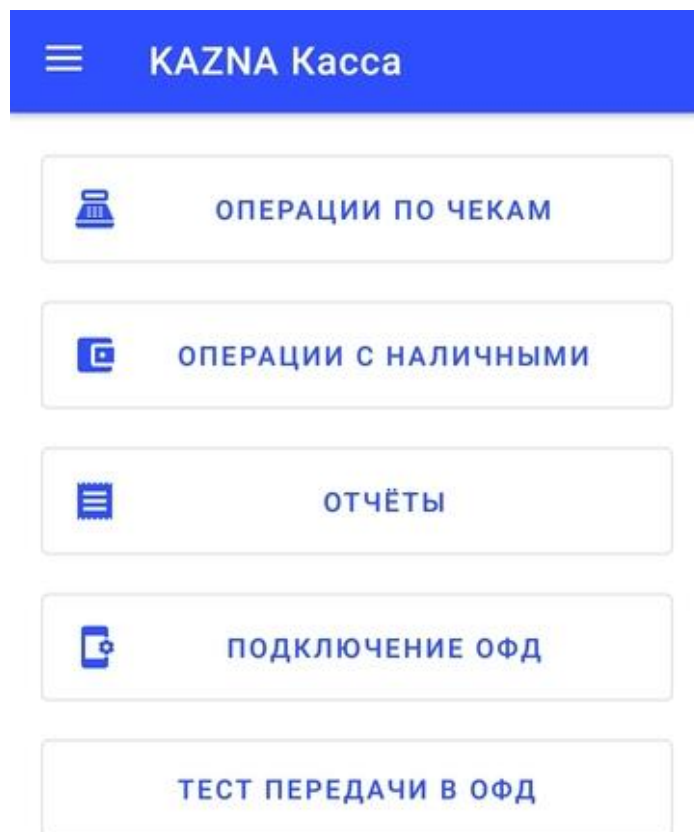 KAZNA Касса
ОПЕРАЦИИ ПО ЧЕКАМ
ОПЕРАЦИИ С НАЛИЧНЫМИ
ОТЧЁТЫ
ПОДКЛЮЧЕНИЕ ОФД
ТЕСТ ПЕРЕДАЧИ В ОФД